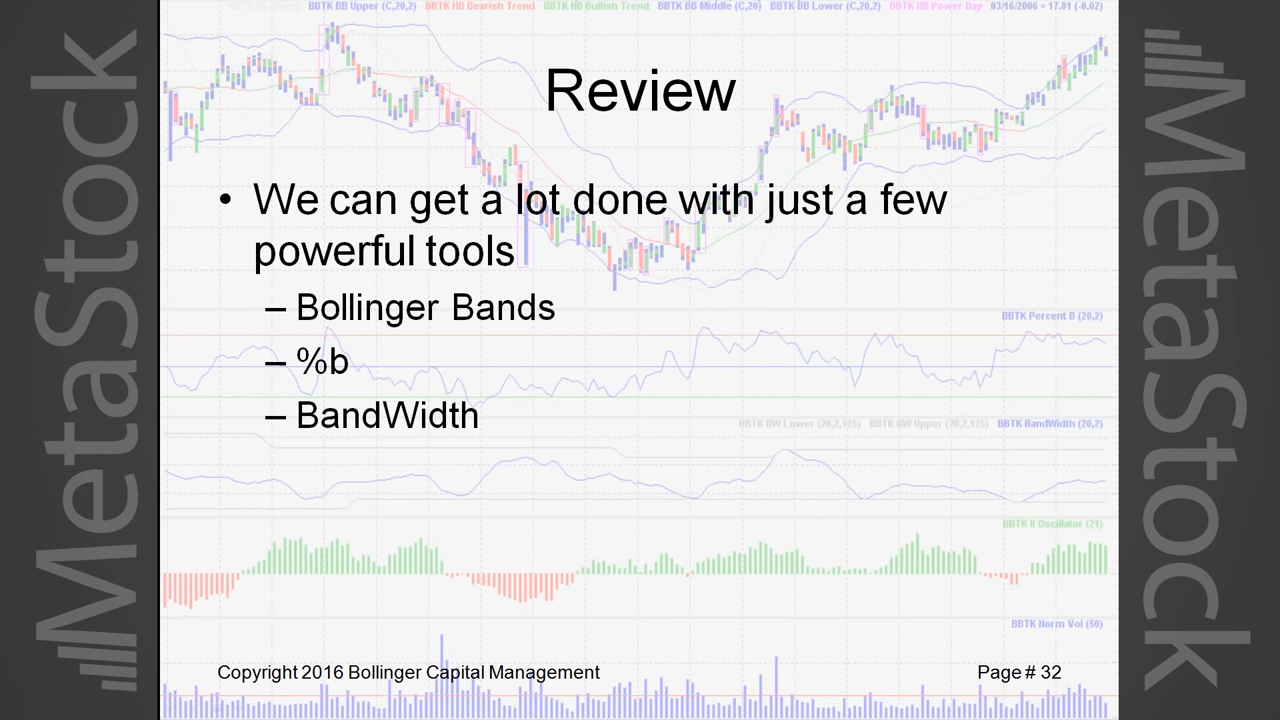 MetaStock
BBTK BB Upper (C,20,2) BBTK HB Bearish Trend BBTK HB Bullish Trend BBTK BB Middle (C,20) BBTK BB Lower (C,20,2) BBTK HB Power Day 03/16/2006 = 17.81 (-0.02)
Review
• We can get a lot done with just a few
powerful tools
– Bollinger Bands
– %b
– BandWidth
BBTK Percent B (20,2)
BBTK BW Lower (20,2,125) BBTK BW Upper (20,2,125) BBTK BandWidth (20,2)
BBTK II Oscillator (21)
BBTK Norm Vol (50)
Copyright 2016 Bollinger Capital Management
Page # 32
MetaStock